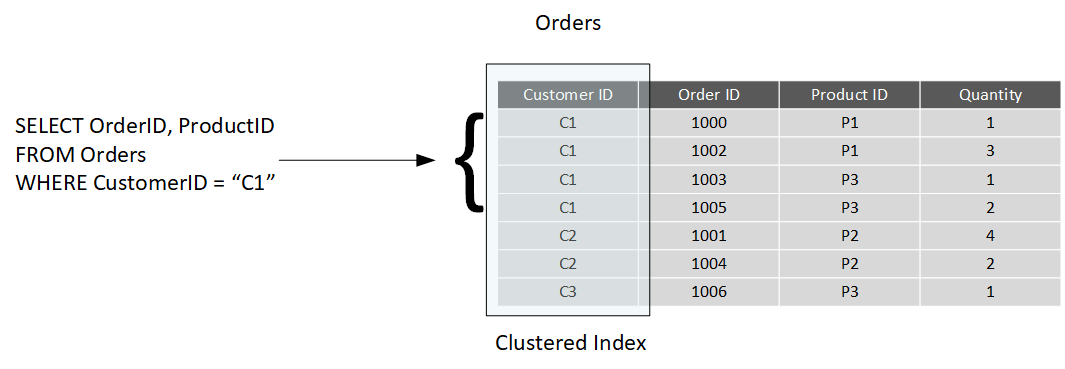 Orders
SELECT OrderID, ProductID
FROM Orders
WHERE CustomerID = “C1”
Customer ID Order ID Product ID Quantity
C1 1000 P1 1
C1 1002 P1 3
C1 1003 P3 1
C1 1005 P3 2
C2 1001 P2 4
C2 1004 P2 2
C3 1006 P3 1
Clustered Index